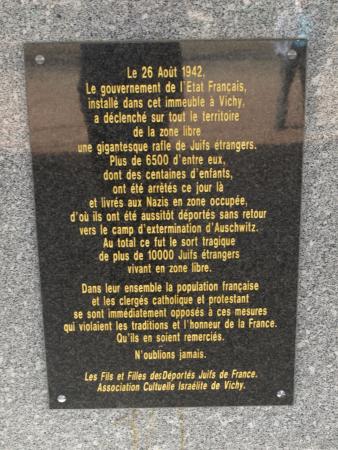 Le 26 Août 1942,
Le gouvernement de l'Etat Français,
installé dans cet immeuble à Vichy,
a déclenché sur tout le territoire
de la zone libre
une gigantesque rafle de Juifs étrangers.
Plus de 6500 d'entre eux,
dont des centaines d'enfants,
ont été arrêtés ce jour là
et livrés aux Nazis en zone occupée,
d'où ils ont été aussitôt déportés sans retour
vers le camp d'extermination d'Auschwitz.
Au total ce fut le sort tragique
de plus de 10000 Juifs étrangers
vivant en zone libre.
Dans leur ensemble la population française
et les clergés catholique et protestant
se sont immédiatement opposés à ces mesures
qui violaient les traditions et l'honneur de la France.
Qu'ils en soient remerciés.
N'oublions jamais.
Les Fils et Filles des Déportés Juifs de France.
Association Cultuelle Israélite de Vichy.